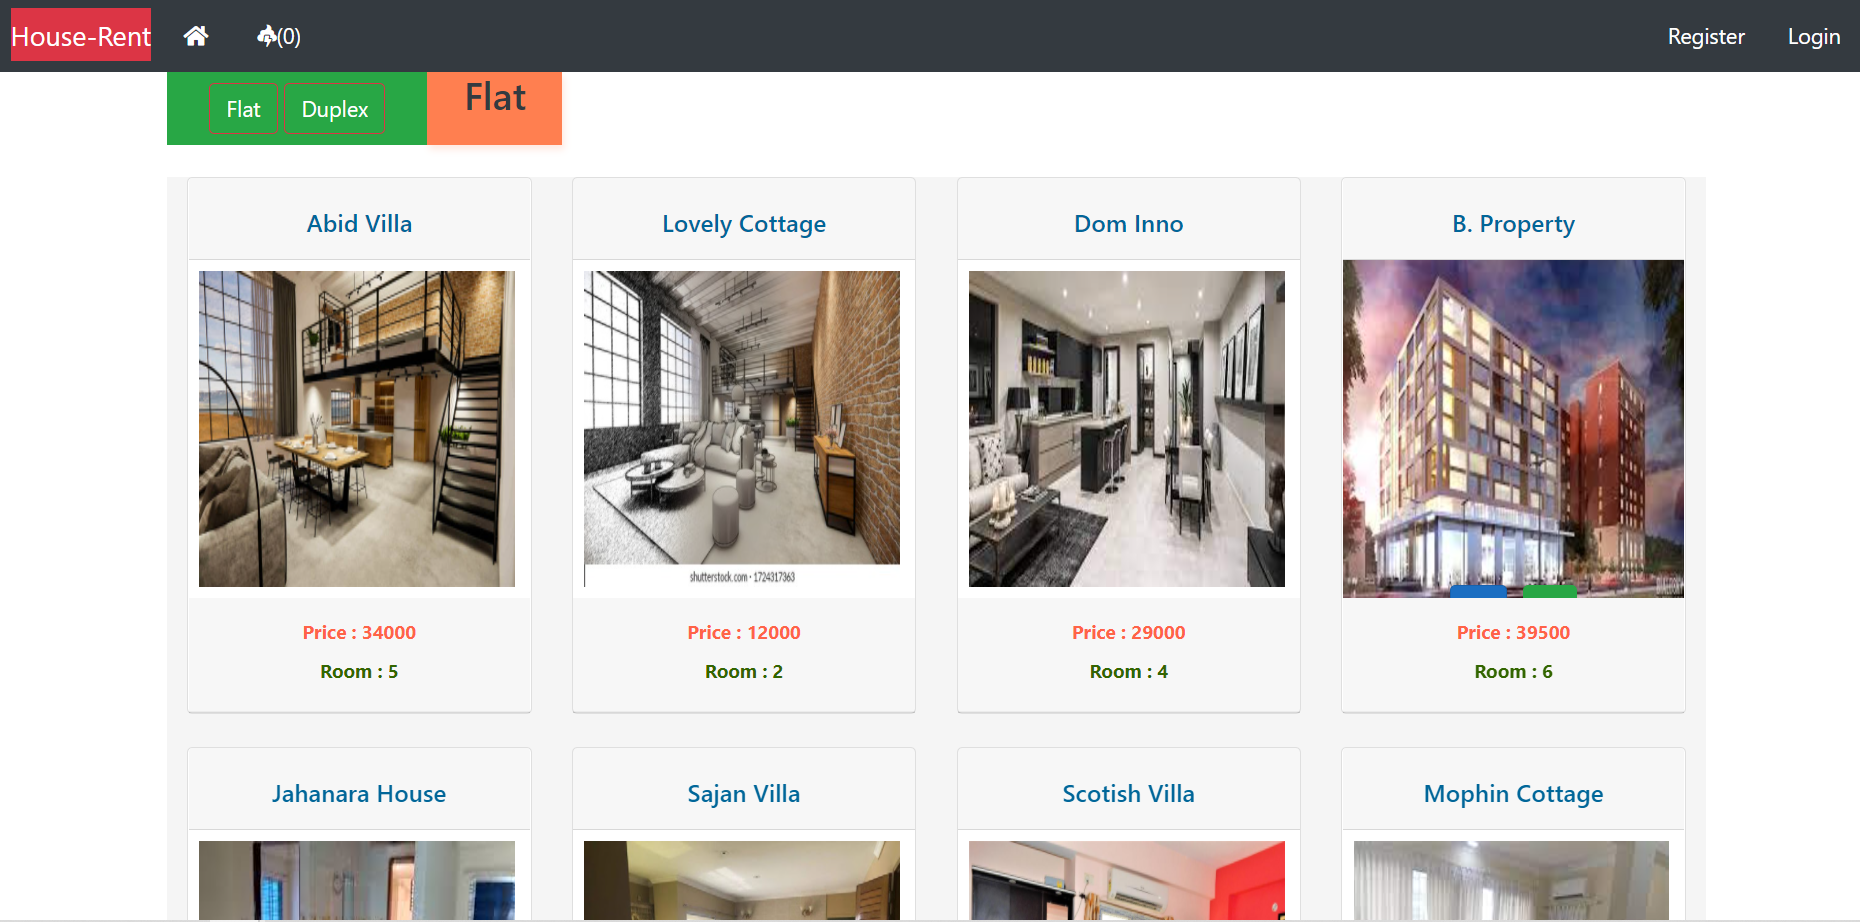 House-Rent
(0)
Register
Login
Flat
Duplex
Flat
Abid Villa
Lovely Cottage
Dom Inno
B. Property
shutterstock.com • 1724317363
Price : 34000
Room : 5
Price : 12000
Room : 2
Price : 29000
Room : 4
Price : 39500
Room : 6
Jahanara House
Sajan Villa
Scotish Villa
Mophin Cottage